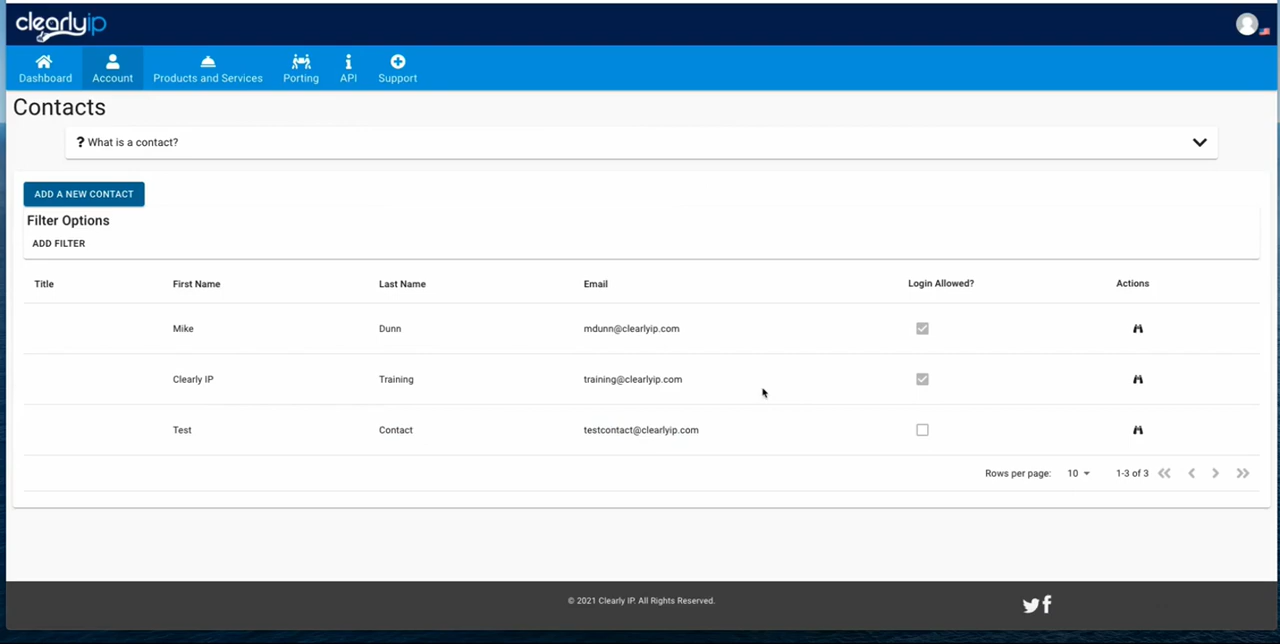 clearlyip
Dashboard Account Products and Services Porting API Support
Contacts
? What is a contact?
ADD A NEW CONTACT
Filter Options
ADD FILTER
Title First Name Last Name Email Login Allowed? Actions
Mike Dunn mdunn@clearlyip.com
Clearly IP Training training@clearlyip.com
Test Contact testcontact@clearlyip.com
Rows per page: 10 1-3 of 3
© 2021 Clearly IP. All Rights Reserved.